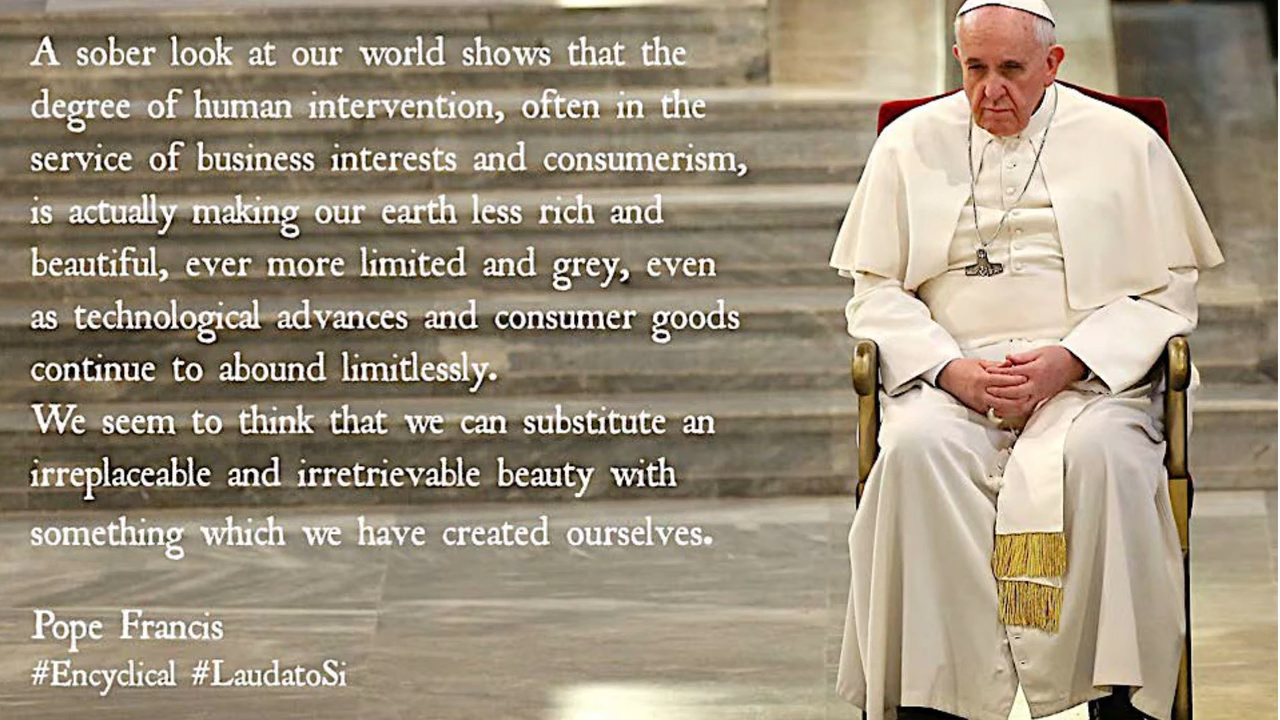 A sober look at our world shows that the
degree of human intervention, often in the
service of business interests and consumerism,
is actually making our earth less rich and
beautiful, ever more limited and grey, even
as technological advances and consumer goods
continue to abound limitlessly.
We seem to think that we can substitute an
irreplaceable and irretrievable beauty with
something which we have created ourselves.
Pope Francis
#Encyclical #LaudatoSi